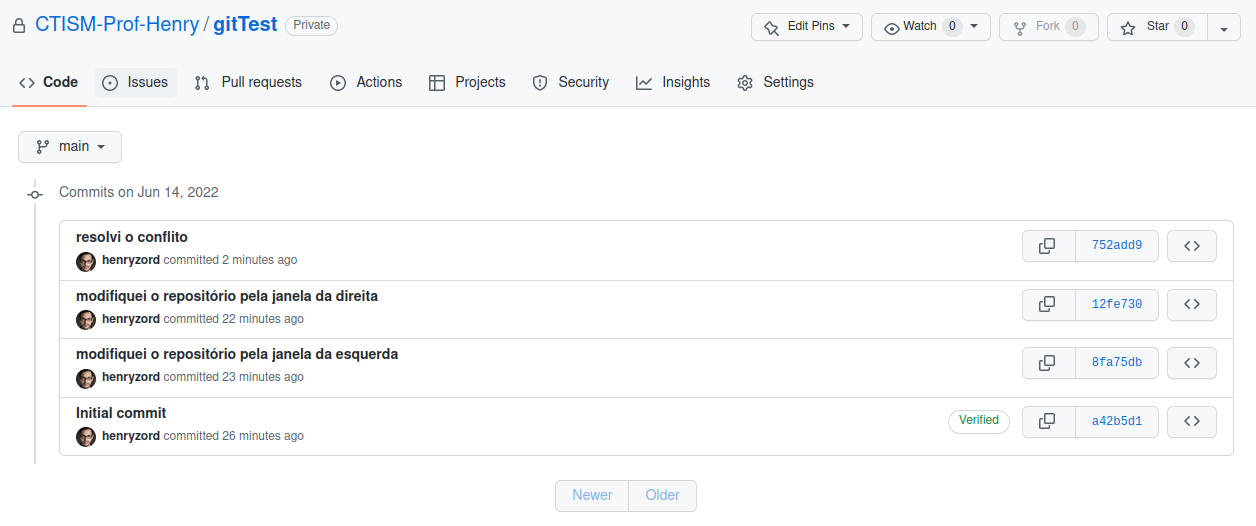 CTISM-Prof-Henry / gitTest Private
Edit Pins Watch 0 Fork 0 Star 0
Code Issues Pull requests Actions Projects Security Insights Settings
main
Commits on Jun 14, 2022
resolvi o conflito
henryzord committed 2 minutes ago
752add9
modifiquei o repositório pela janela da direita
henryzord committed 22 minutes ago
12fe730
modifiquei o repositório pela janela da esquerda
henryzord committed 23 minutes ago
8fa75db
Initial commit
henryzord committed 26 minutes ago
Verified a42b5d1
Newer Older